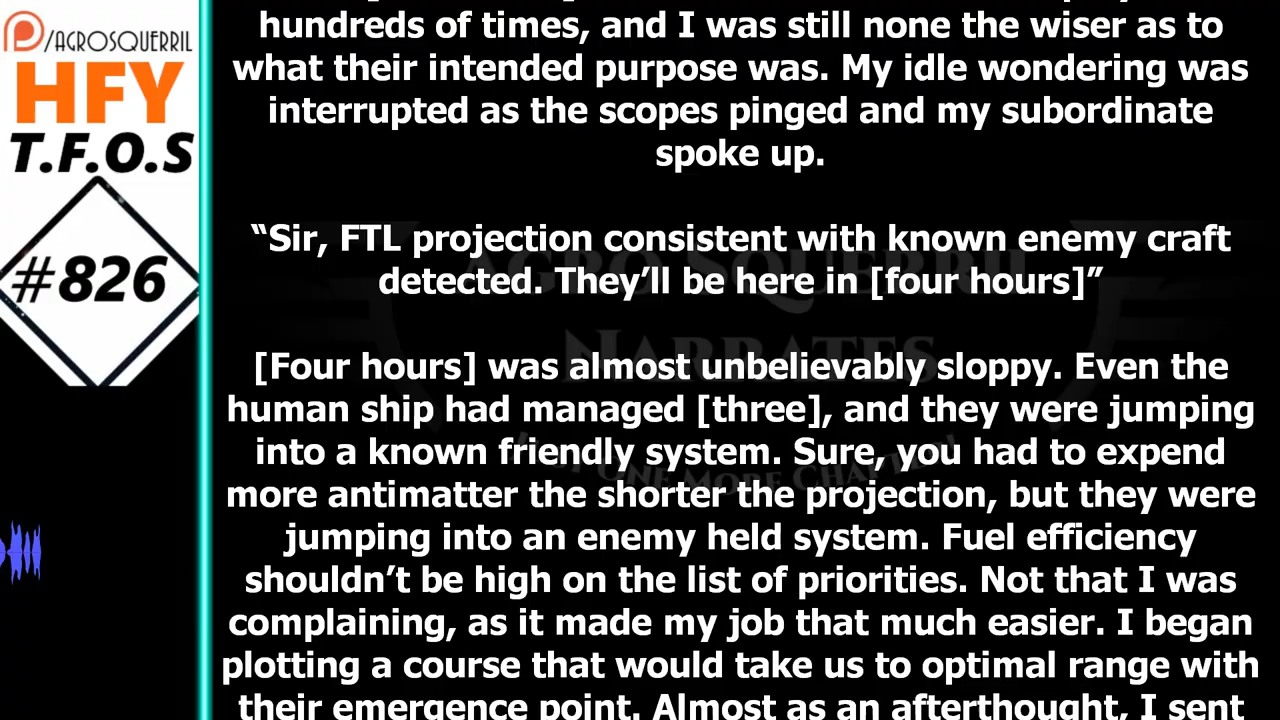 /AGROSQUERRIL
HFY
T.F.O.S
#826
hundreds of times, and I was still none the wiser as to
what their intended purpose was. My idle wondering was
interrupted as the scopes pinged and my subordinate
spoke up.
“Sir, FTL projection consistent with known enemy craft
detected. They’ll be here in [four hours]”
[Four hours] was almost unbelievably sloppy. Even the
human ship had managed [three], and they were jumping
into a known friendly system. Sure, you had to expend
more antimatter the shorter the projection, but they were
jumping into an enemy held system. Fuel efficiency
shouldn’t be high on the list of priorities. Not that I was
complaining, as it made my job that much easier. I began
plotting a course that would take us to optimal range with
their emergence point. Almost as an afterthought, I sent
AGRO SQUERRIL
NARRATES
ONE MORE CHAPTER